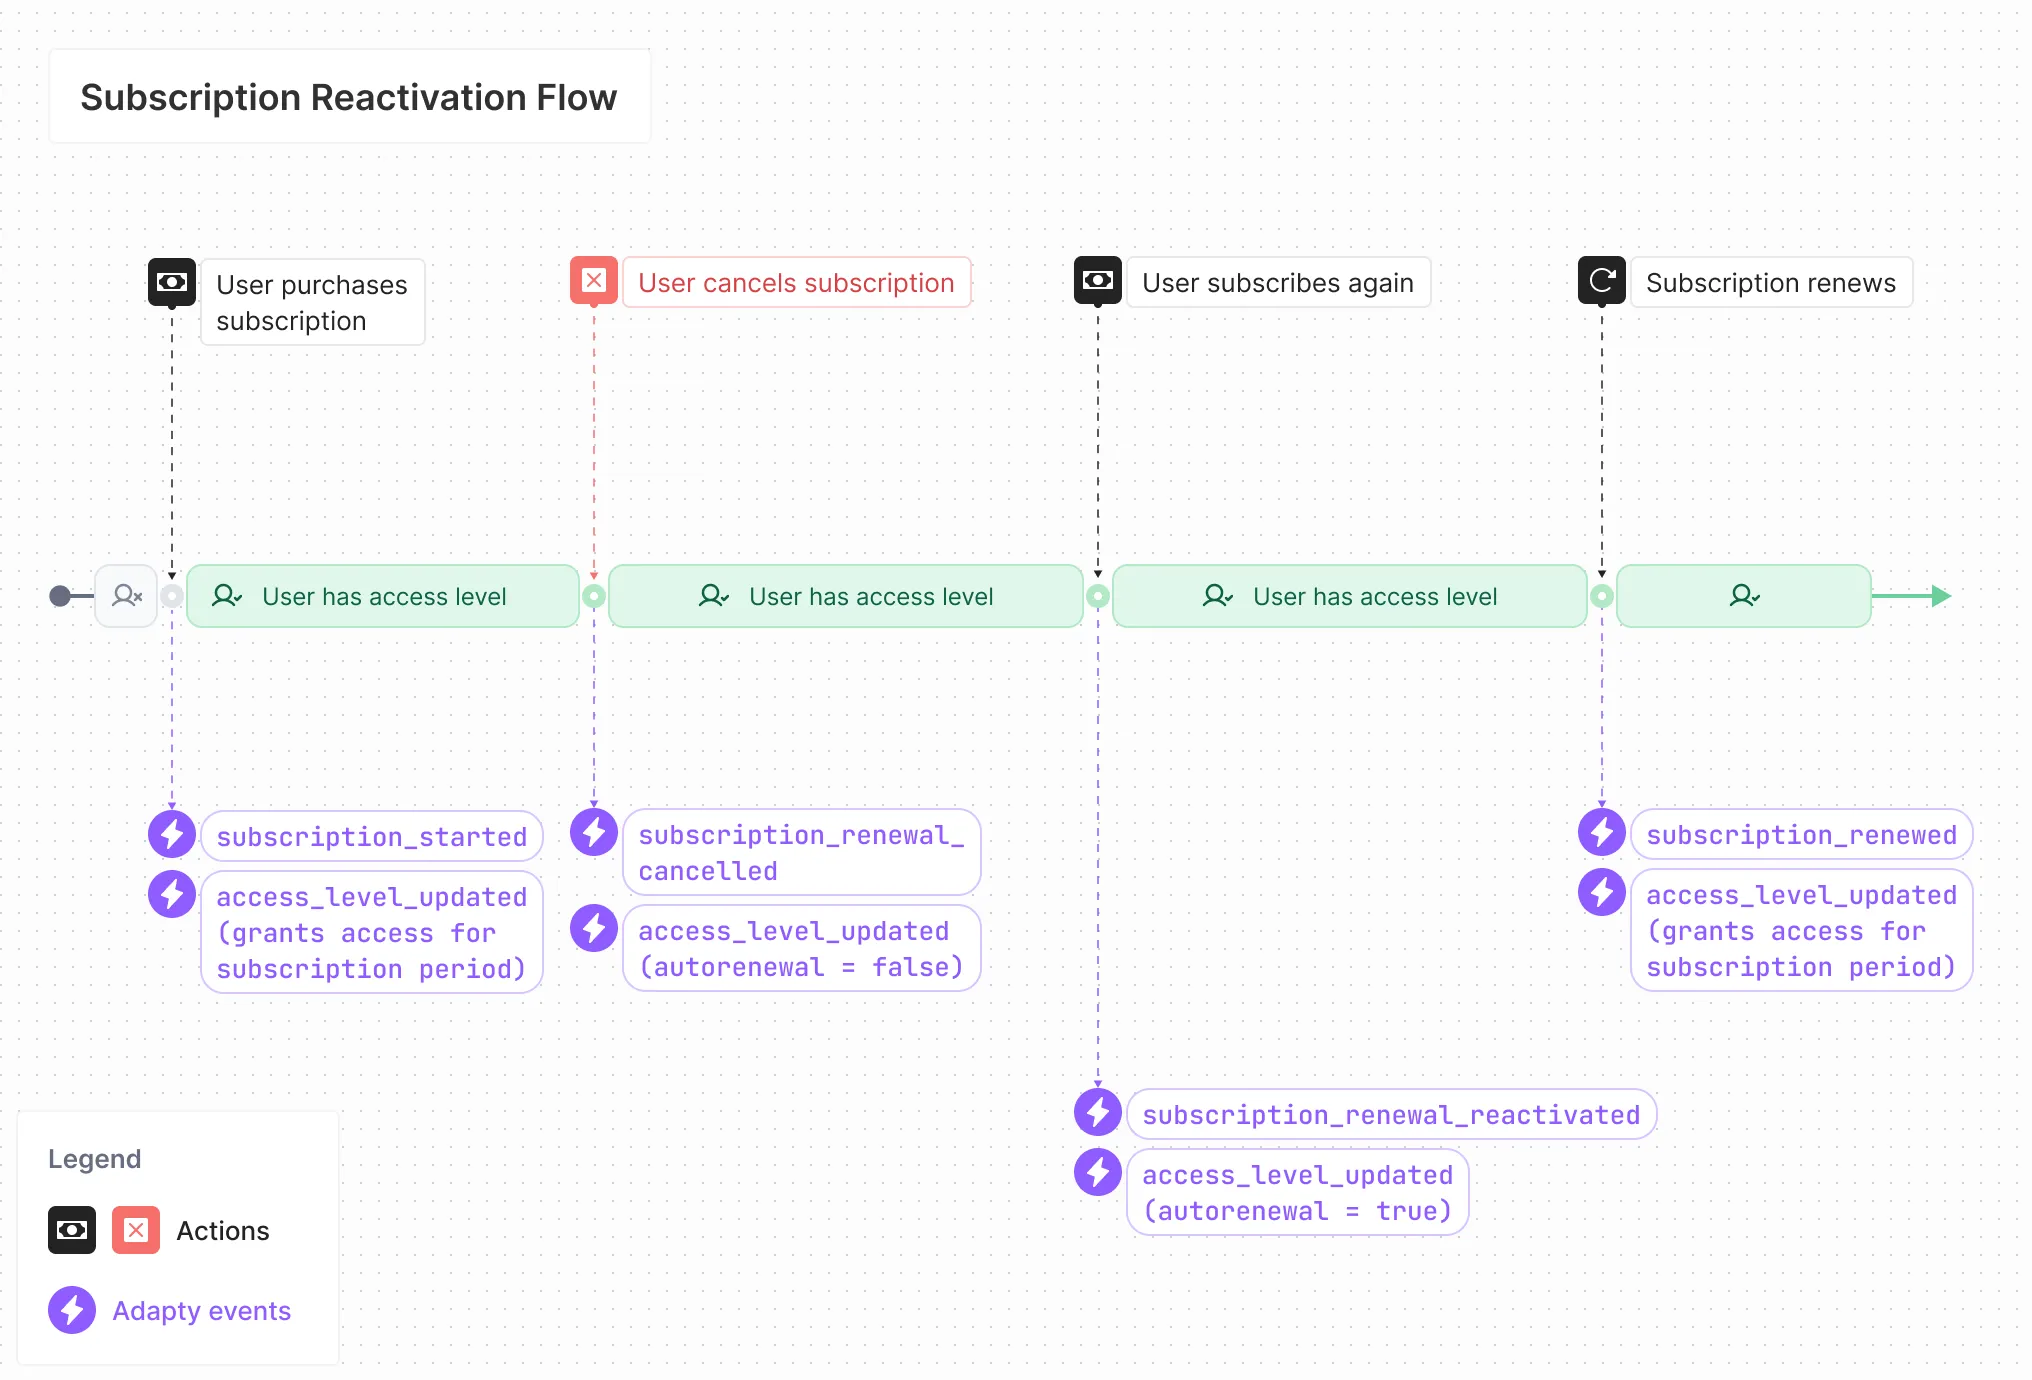 Subscription Reactivation Flow
User purchases
subscription
User cancels subscription
User subscribes again
Subscription renews
User has access level
User has access level
User has access level
subscription_started
access_level_updated
(grants access for
subscription period)
subscription_renewal_
cancelled
access_level_updated
(autorenewal = false)
subscription_renewal_reactivated
access_level_updated
(autorenewal = true)
subscription_renewed
access_level_updated
(grants access for
subscription period)
Legend
Actions
Adapty events